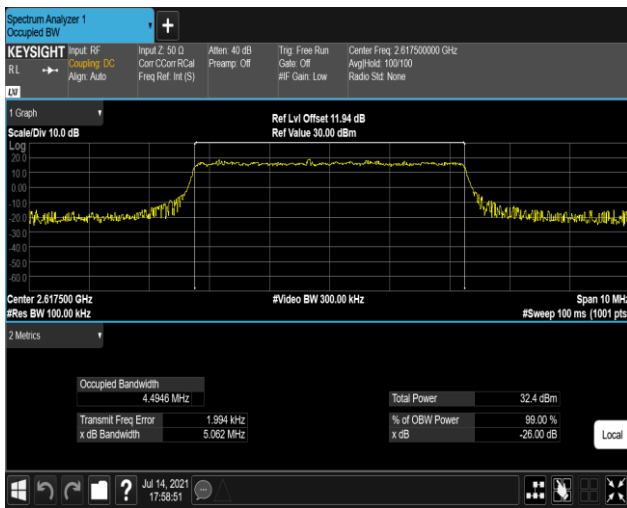 Spectrum Analyzer 1
Occupied BW
KEYSIGHT
Input: RF
Coupling: DC
Align: Auto
Input Z: 50 Ω
Corr CCorr RCal
Freq Ref: Int (S)
Atten: 40 dB
Preamp: Off
Trig: Free Run
Gate: Off
#IF Gain: Low
Center Freq: 2.617500000 GHz
Avg|Hold: 100/100
Radio Std: None
RL
LXI
1 Graph
Scale/Div 10.0 dB
Ref Lvl Offset 11.94 dB
Ref Value 30.00 dBm
Log
20.0
10.0
0.00
-10.0
-20.0
-30.0
-40.0
-50.0
-60.0
Center 2.617500 GHz
#Res BW 100.00 kHz
#Video BW 300.00 kHz
Span 10 MHz
#Sweep 100 ms (1001 pts
2 Metrics
Occupied Bandwidth
4.4946 MHz
Transmit Freq Error 1.994 kHz
x dB Bandwidth 5.062 MHz
Total Power 32.4 dBm
% of OBW Power 99.00 %
x dB -26.00 dB
Local
?
Jul 14, 2021
17:58:51